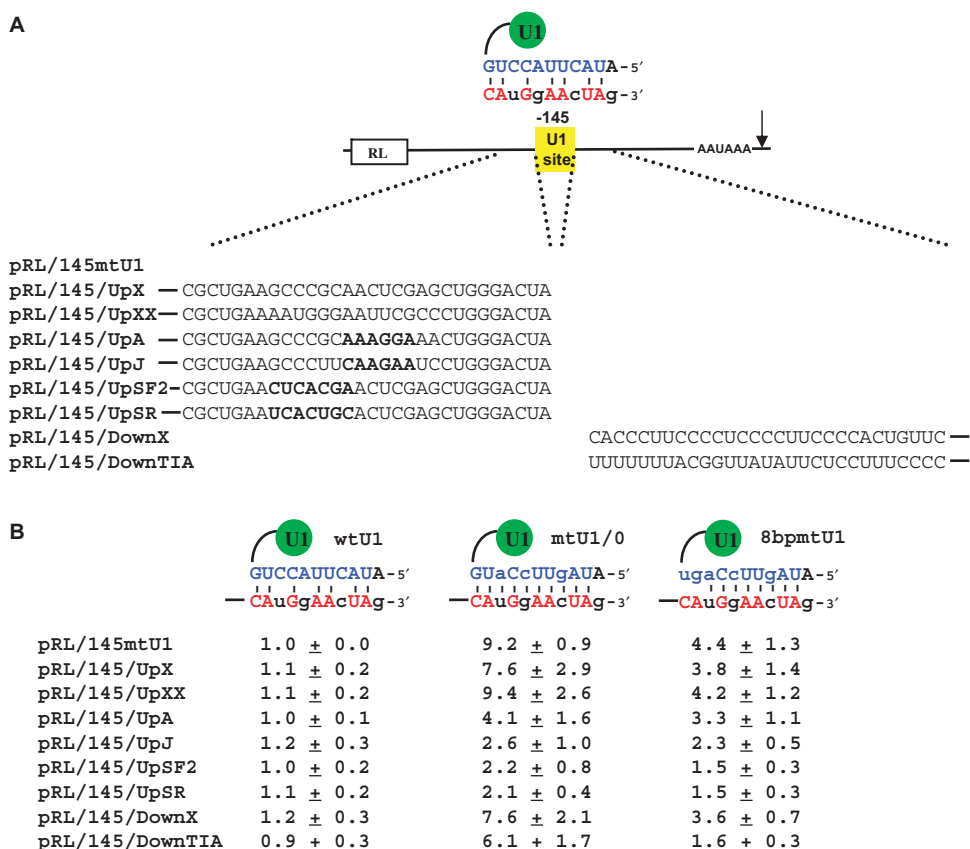 A
U1
GUCCAUUCAUA-5′
CAuGgAAcUAg-3′
-145
U1
site
RL
AAUAAA
pRL/145mtU1
pRL/145/UpX — CGCUGAAGCCCGCAACUCGAGCUGGGACUA
pRL/145/UpXX— CGCUGAAAAUGGGAAUUCGCCCUGGGACUA
pRL/145/UpA — CGCUGAAGCCCGCAAAGGAAACUGGGACUA
pRL/145/UpJ — CGCUGAAGCCCUUCAAGAAUCCUGGGACUA
pRL/145/UpSF2– CGCUGAACUCACGAACUCGAGCUGGGACUA
pRL/145/UpSR — CGCUGAAUCACUGCACUCGAGCUGGGACUA
pRL/145/DownX CACCCUUCCCCUCCCCUUCCCCACUGUUC —
pRL/145/DownTIA UUUUUUUACGGUUAUAUUCUCCUUUCCCC —
B
U1 wtU1 U1 mtU1/0 U1 8bpmtU1
GUCCAUUCAUA-5′ GUaCcUUgAUA-5′ ugaCcUUgAUA-5′
CAuGgAAcUAg-3′ CAuGgAAcUAg-3′ CAuGgAAcUAg-3′
pRL/145mtU1 1.0 ± 0.0 9.2 ± 0.9 4.4 ± 1.3
pRL/145/UpX 1.1 ± 0.2 7.6 ± 2.9 3.8 ± 1.4
pRL/145/UpXX 1.1 ± 0.2 9.4 ± 2.6 4.2 ± 1.2
pRL/145/UpA 1.0 ± 0.1 4.1 ± 1.6 3.3 ± 1.1
pRL/145/UpJ 1.2 ± 0.3 2.6 ± 1.0 2.3 ± 0.5
pRL/145/UpSF2 1.0 ± 0.2 2.2 ± 0.8 1.5 ± 0.3
pRL/145/UpSR 1.1 ± 0.2 2.1 ± 0.4 1.5 ± 0.3
pRL/145/DownX 1.2 ± 0.3 7.6 ± 2.1 3.6 ± 0.7
pRL/145/DownTIA 0.9 + 0.3 6.1 + 1.7 1.6 + 0.3